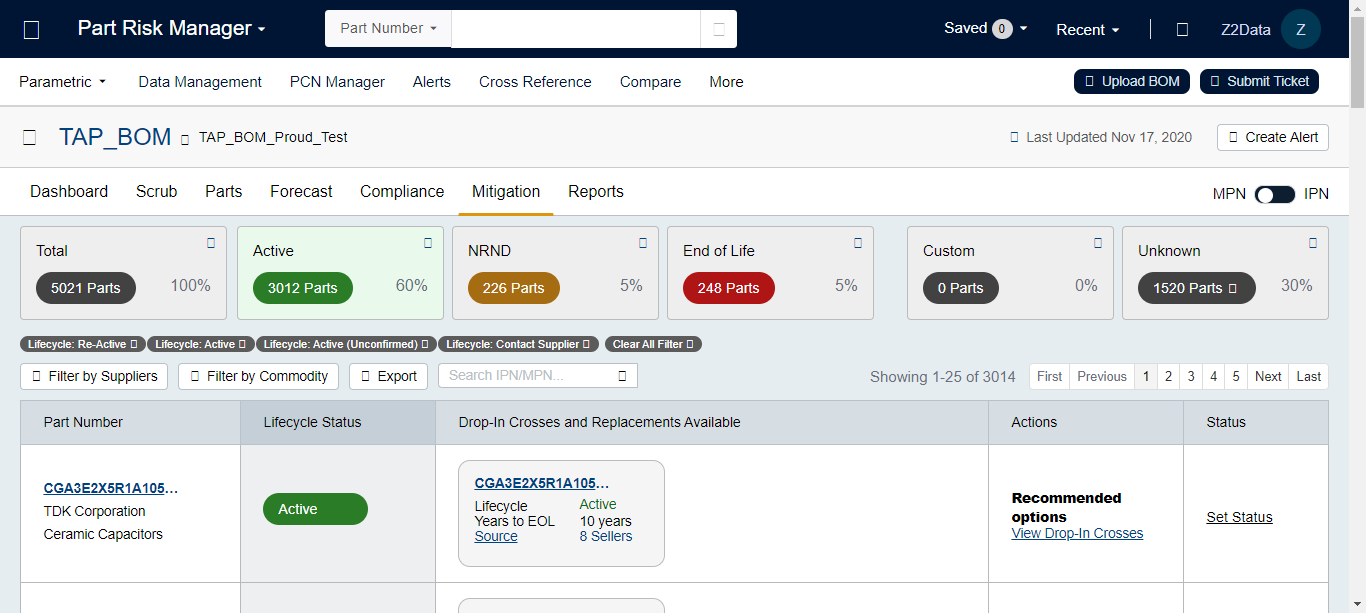 Part Risk Manager
Part Number
Saved 0
Recent
Z2Data
Z
Parametric Data Management PCN Manager Alerts Cross Reference Compare More
Upload BOM
Submit Ticket
TAP_BOM TAP_BOM_Proud_Test
Last Updated Nov 17, 2020
Create Alert
Dashboard Scrub Parts Forecast Compliance Mitigation Reports
MPN IPN
Total
5021 Parts 100%
Active
3012 Parts 60%
NRND
226 Parts 5%
End of Life
248 Parts 5%
Custom
0 Parts 0%
Unknown
1520 Parts 30%
Lifecycle: Re-Active Lifecycle: Active Lifecycle: Active (Unconfirmed) Lifecycle: Contact Supplier Clear All Filter
Filter by Suppliers Filter by Commodity Export Search IPN/MPN...
Showing 1-25 of 3014 First Previous 1 2 3 4 5 Next Last
Part Number Lifecycle Status Drop-In Crosses and Replacements Available Actions Status
CGA3E2X5R1A105...
TDK Corporation
Ceramic Capacitors
Active
CGA3E2X5R1A105...
Lifecycle Active
Years to EOL 10 years
Source 8 Sellers
Recommended
options
View Drop-In Crosses
Set Status